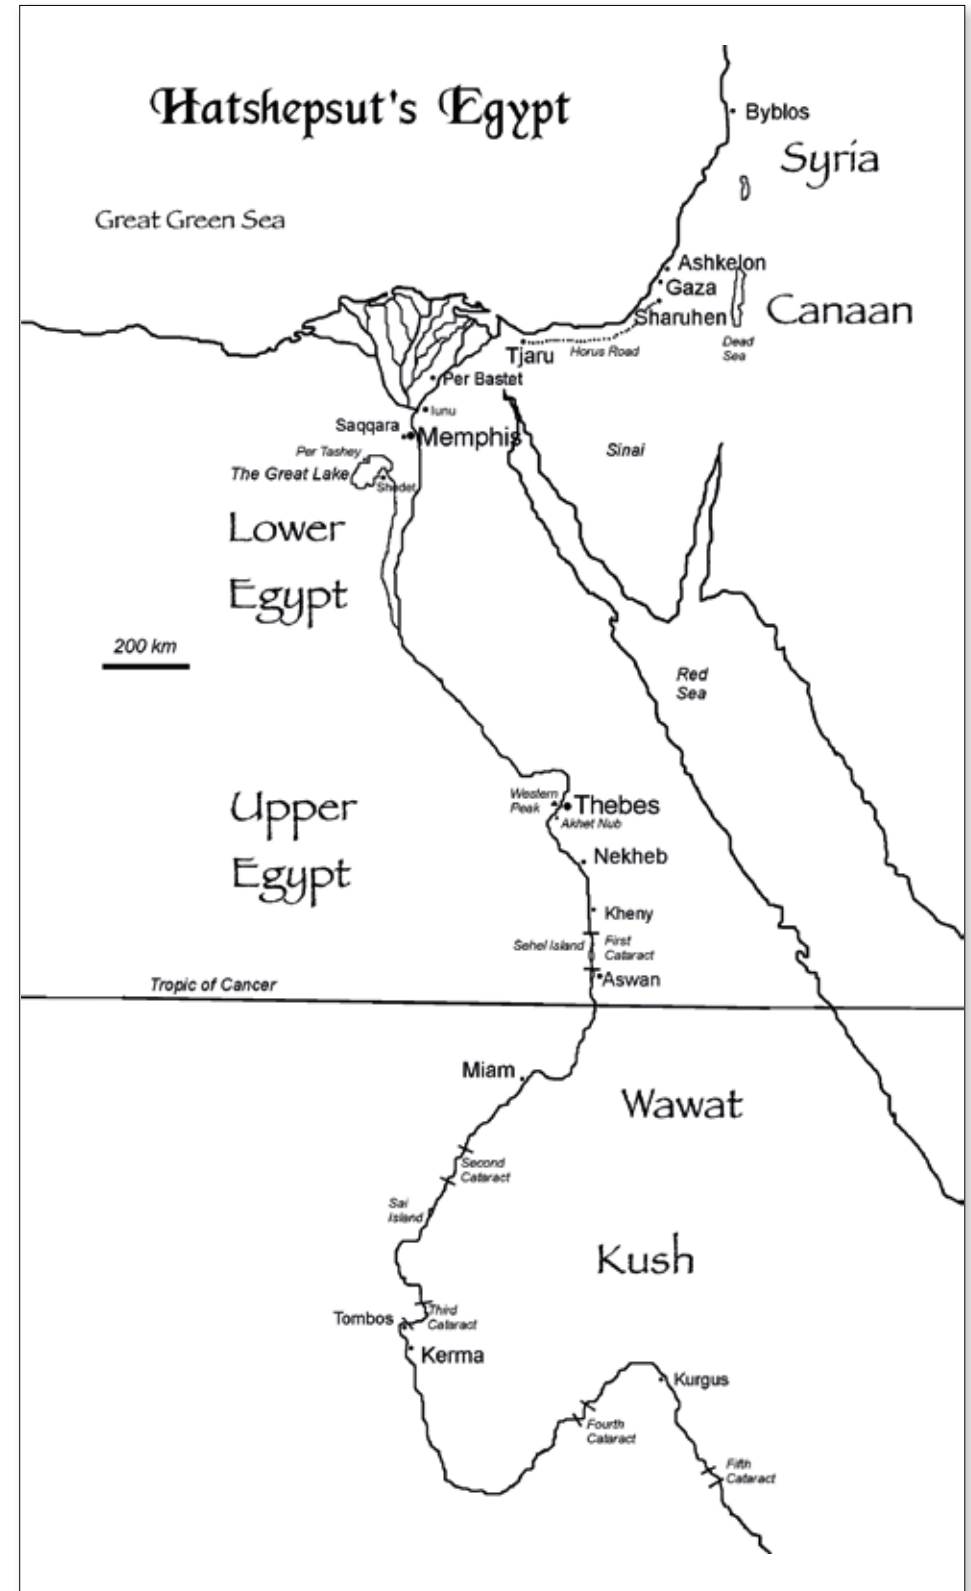 Hatshepsut's Egypt
Byblos
Syria
Great Green Sea
Ashkelon
Gaza
Canaan
Sharuhen
Dead
Sea
Horus Road
Tjaru
Per Bastet
Iunu
Saqqara
Memphis
Per Tashey
The Great Lake
Shedet
Sinai
Lower
Egypt
200 km
Red
Sea
Western
Peak
Thebes
Akhet Nub
Upper
Egypt
Nekheb
Kheny
Sehel Island
First
Cataract
Aswan
Tropic of Cancer
Miam
Wawat
Second
Cataract
Sai
Island
Kush
Third
Cataract
Tombos
Kerma
Kurgus
Fourth
Cataract
Fifth
Cataract